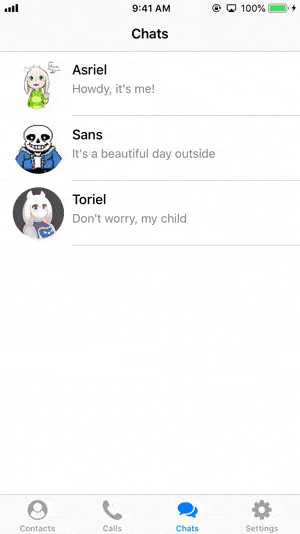 9:41 AM 100%
Chats
Asriel
Howdy, it's me!
Sans
It's a beautiful day outside
Toriel
Don't worry, my child
Contacts Calls Chats Settings